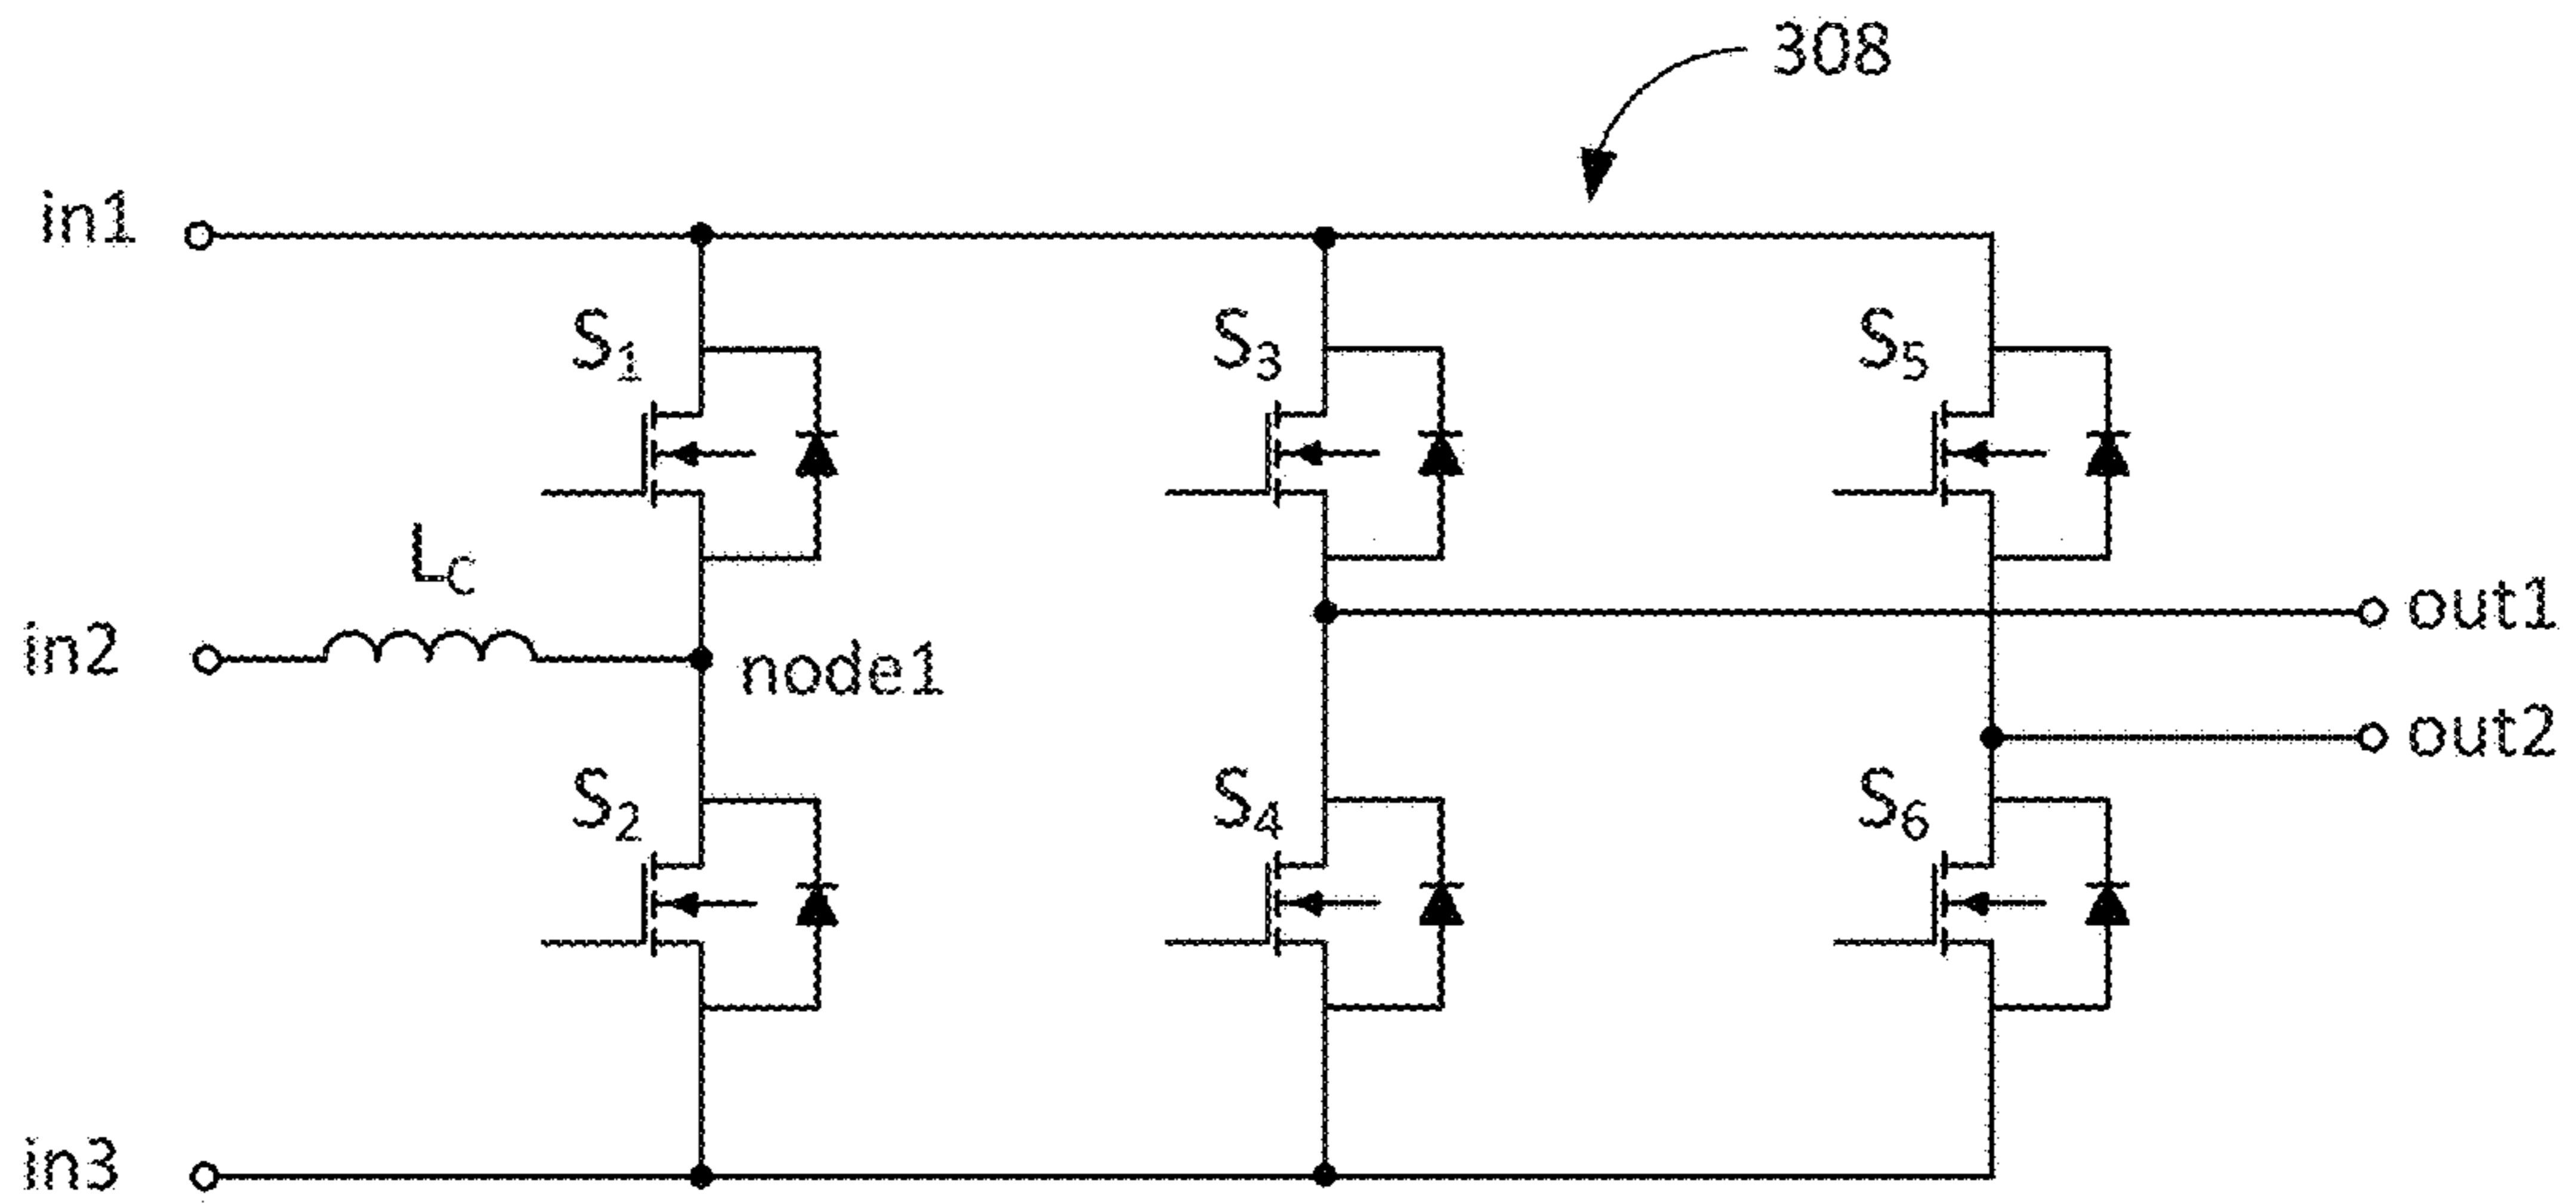 308
in1
S1
S3
S5
LC
in2
node1
out1
out2
S2
S4
S6
in3